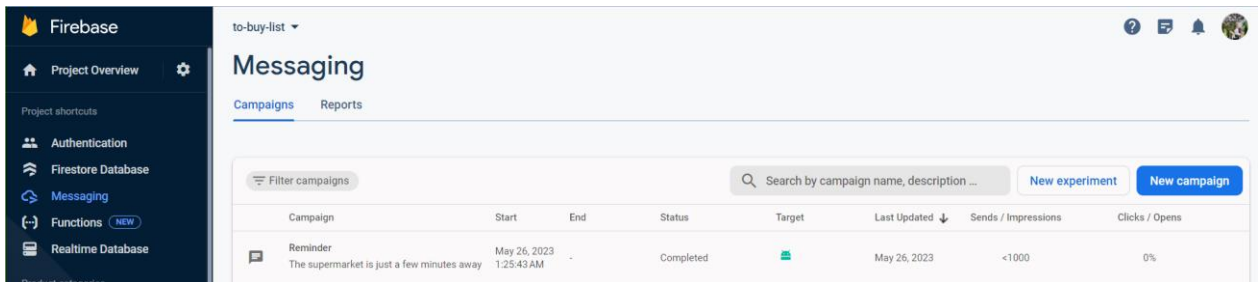 Firebase
to-buy-list
Project Overview
Messaging
Campaigns Reports
Project shortcuts
Authentication
Firestore Database
Messaging
Functions NEW
Realtime Database
Filter campaigns
Search by campaign name, description ...
New experiment
New campaign
Campaign Start End Status Target Last Updated Sends / Impressions Clicks / Opens
Reminder
The supermarket is just a few minutes away
May 26, 2023
1:25:43 AM
-
Completed
May 26, 2023
<1000
0%